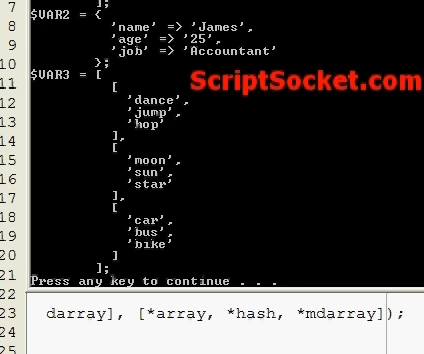 7 ];
$VAR2 = {
8 'name' => 'James',
9 'age' => '25',
'job' => 'Accountant'
10 };
11 $VAR3 = [
ScriptSocket.com
[
12 'dance',
13 'jump',
'hop'
14 ],
15 [
'moon',
16 'sun',
'star'
17 ],
18 [
'car',
19 'bus',
'bike'
20 ]
21 ];
Press any key to continue . . .
22
23 darray], [*array, *hash, *mdarray]);
24
25